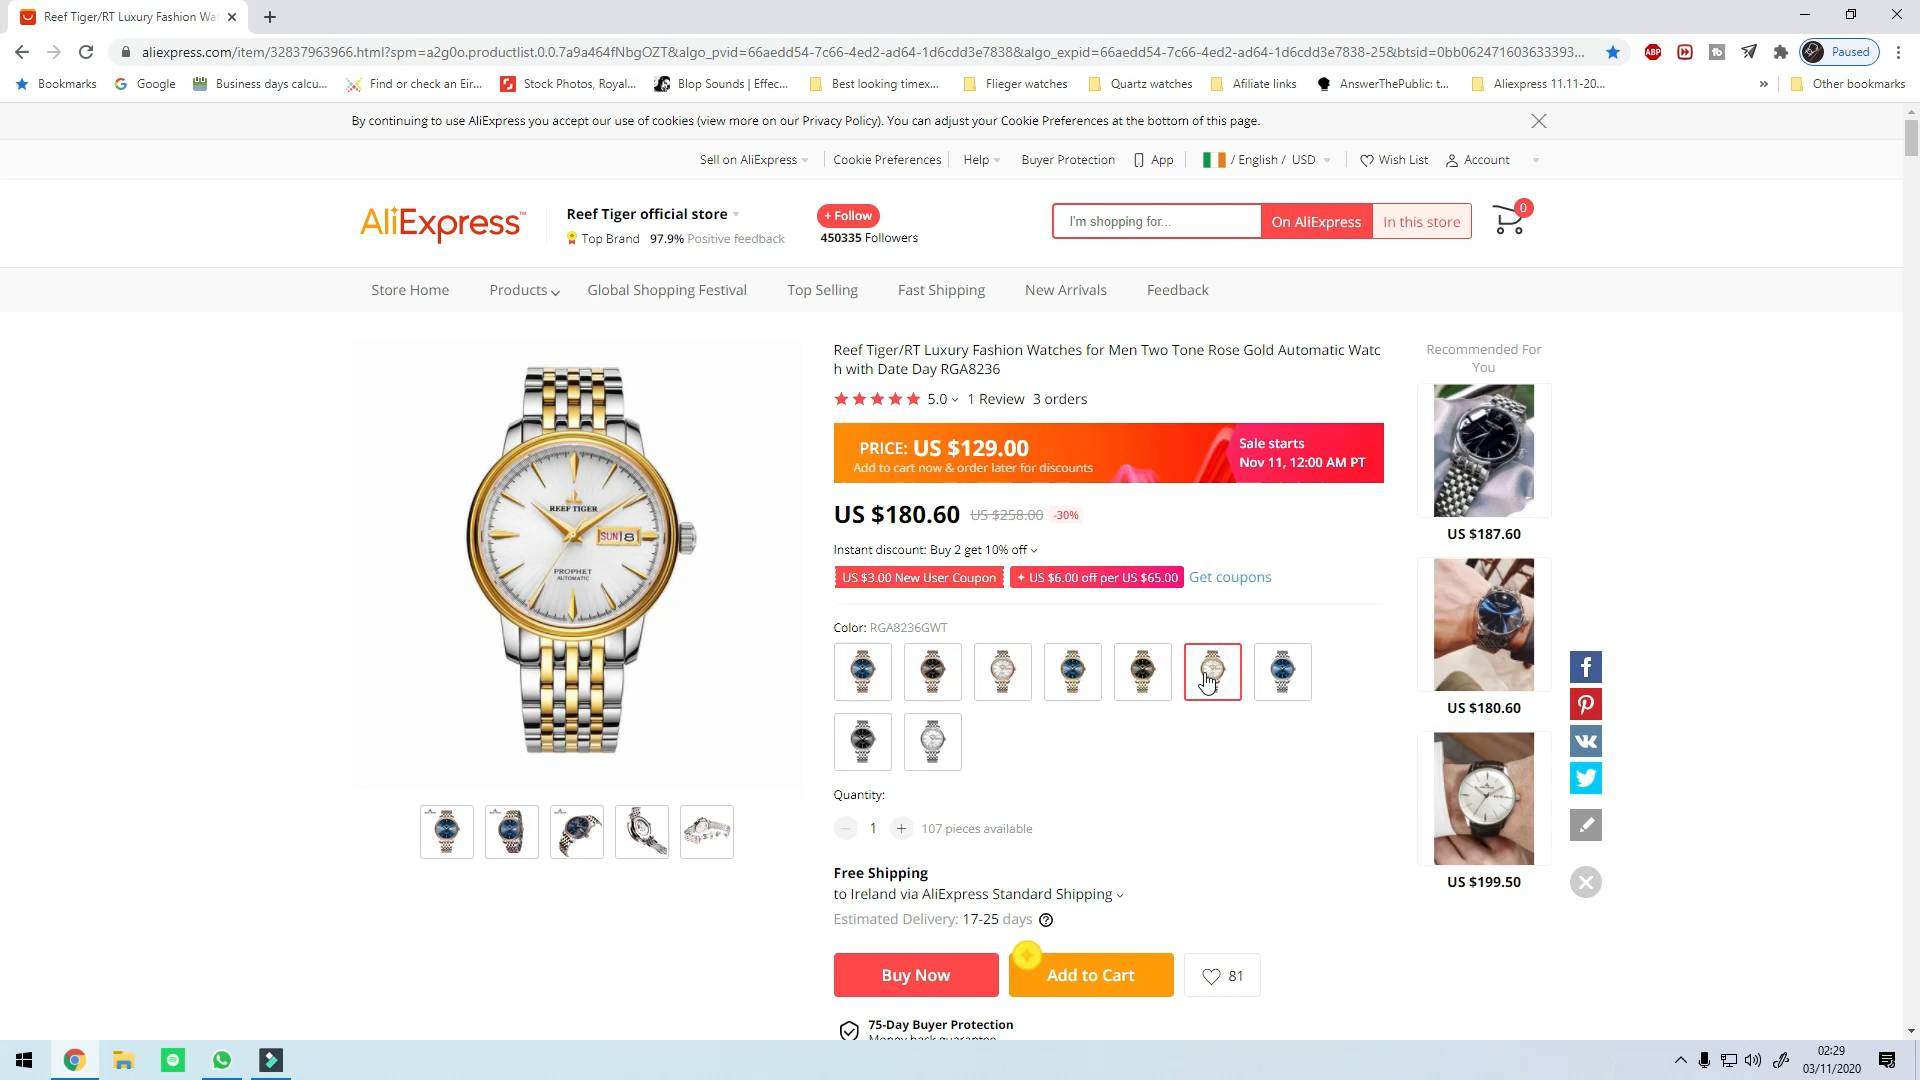 Reef Tiger/RT Luxury Fashion Wat
aliexpress.com/item/32837963966.html?spm=a2g0o.productlist.0.0.7a9a464fNbgOZT&algo_pvid=66aedd54-7c66-4ed2-ad64-1d6cdd3e7838&algo_expid=66aedd54-7c66-4ed2-ad64-1d6cdd3e7838-25&btsid=0bb062471603633393...
ABP
Paused
Bookmarks Google Business days calcu... Find or check an Eir... Stock Photos, Royal... Blop Sounds | Effec... Best looking timex... Flieger watches Quartz watches Afiliate links AnswerThePublic: t... Aliexpress 11.11-20... » Other bookmarks
By continuing to use AliExpress you accept our use of cookies (view more on our Privacy Policy). You can adjust your Cookie Preferences at the bottom of this page.
Sell on AliExpress Cookie Preferences Help Buyer Protection App / English / USD Wish List Account
AliExpress™
Reef Tiger official store
Top Brand 97.9% Positive feedback
+ Follow
450335 Followers
I'm shopping for... On AliExpress In this store
0
Store Home Products Global Shopping Festival Top Selling Fast Shipping New Arrivals Feedback
REEF TIGER
SUN 8
PROPHET
AUTOMATIC
Reef Tiger/RT Luxury Fashion Watches for Men Two Tone Rose Gold Automatic Watc
h with Date Day RGA8236
5.0 1 Review 3 orders
PRICE: US $129.00
Add to cart now & order later for discounts
Sale starts
Nov 11, 12:00 AM PT
US $180.60 US $258.00 -30%
Instant discount: Buy 2 get 10% off
US $3.00 New User Coupon US $6.00 off per US $65.00 Get coupons
Color: RGA8236GWT
Quantity:
1 107 pieces available
Free Shipping
to Ireland via AliExpress Standard Shipping
Estimated Delivery: 17-25 days
Buy Now Add to Cart 81
75-Day Buyer Protection
Money back guarantee
Recommended For
You
US $187.60
US $180.60
US $199.50
02:29
03/11/2020